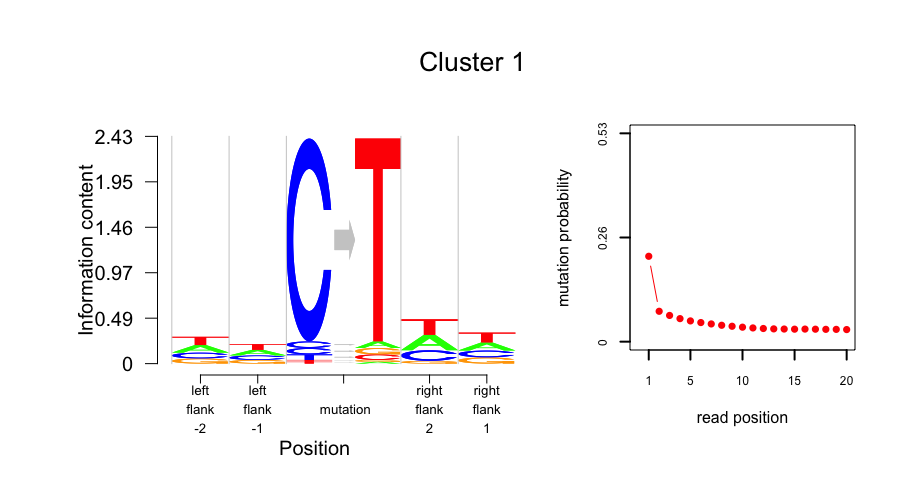 Cluster 1
Information content
2.43
1.95
1.46
0.97
0.49
0
C T
left flank -2
left flank -1
mutation
right flank 2
right flank 1
Position
mutation probability
0.53
0.26
0
1 5 10 15 20
read position